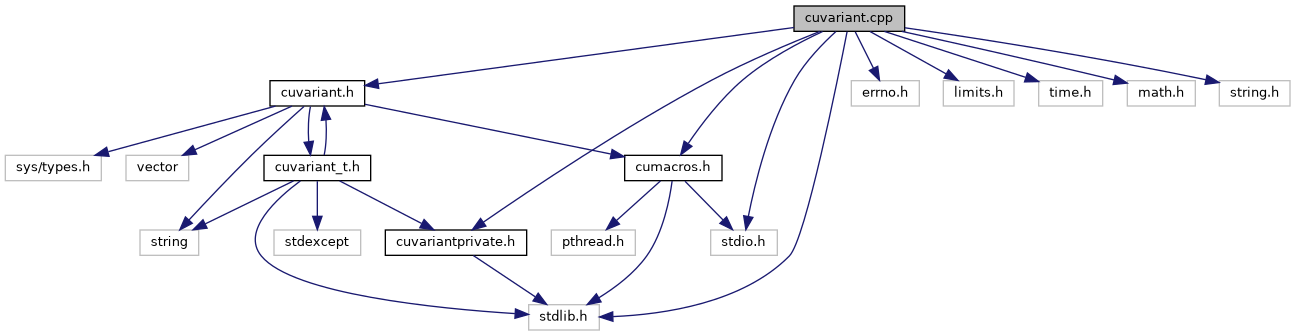 cuvariant.cpp
cuvariant.h
errno.h
limits.h
time.h
math.h
string.h
sys/types.h
vector
cuvariant_t.h
cumacros.h
string
stdexcept
cuvariantprivate.h
pthread.h
stdio.h
stdlib.h